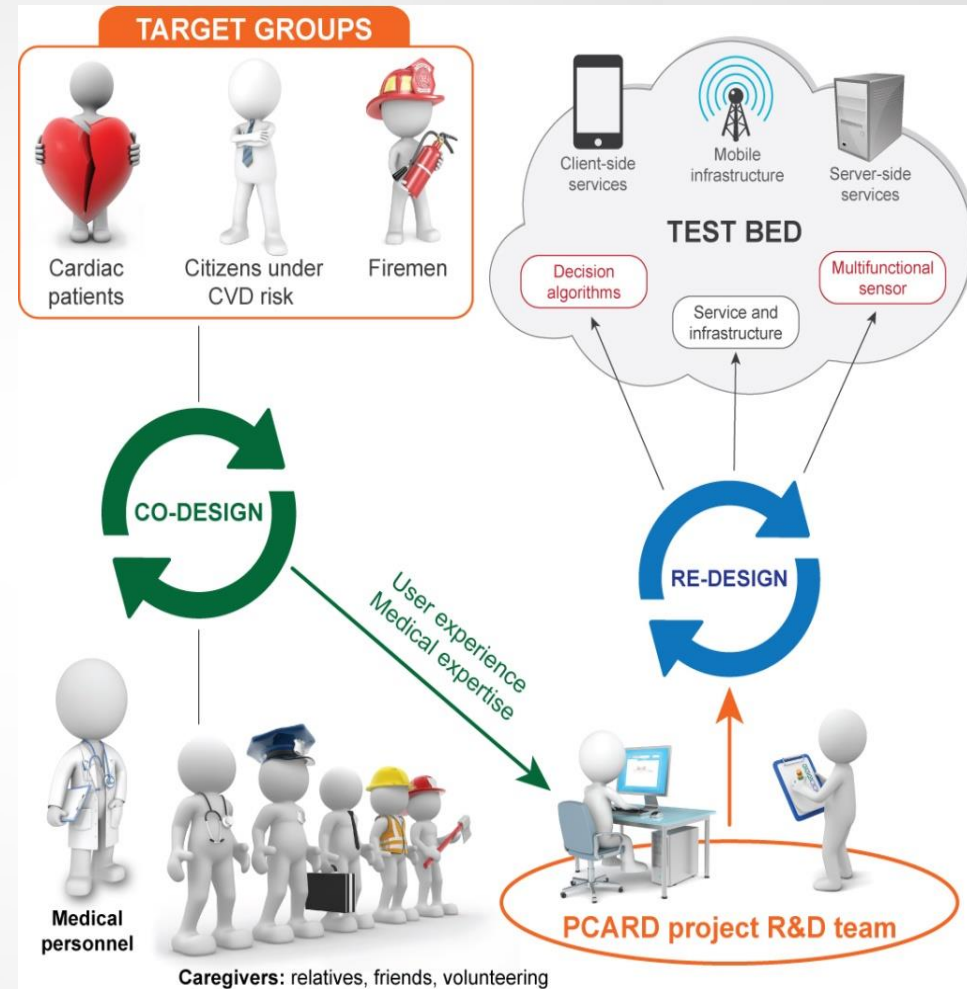 TARGET GROUPS
Cardiac
patients
Citizens under
CVD risk
Firemen
Client-side
services
Mobile
infrastructure
Server-side
services
TEST BED
Decision
algorithms
Service and
infrastructure
Multifunctional
sensor
CO-DESIGN
User experience
Medical expertise
RE-DESIGN
Medical
personnel
Caregivers: relatives, friends, volunteering
PCARD project R&D team